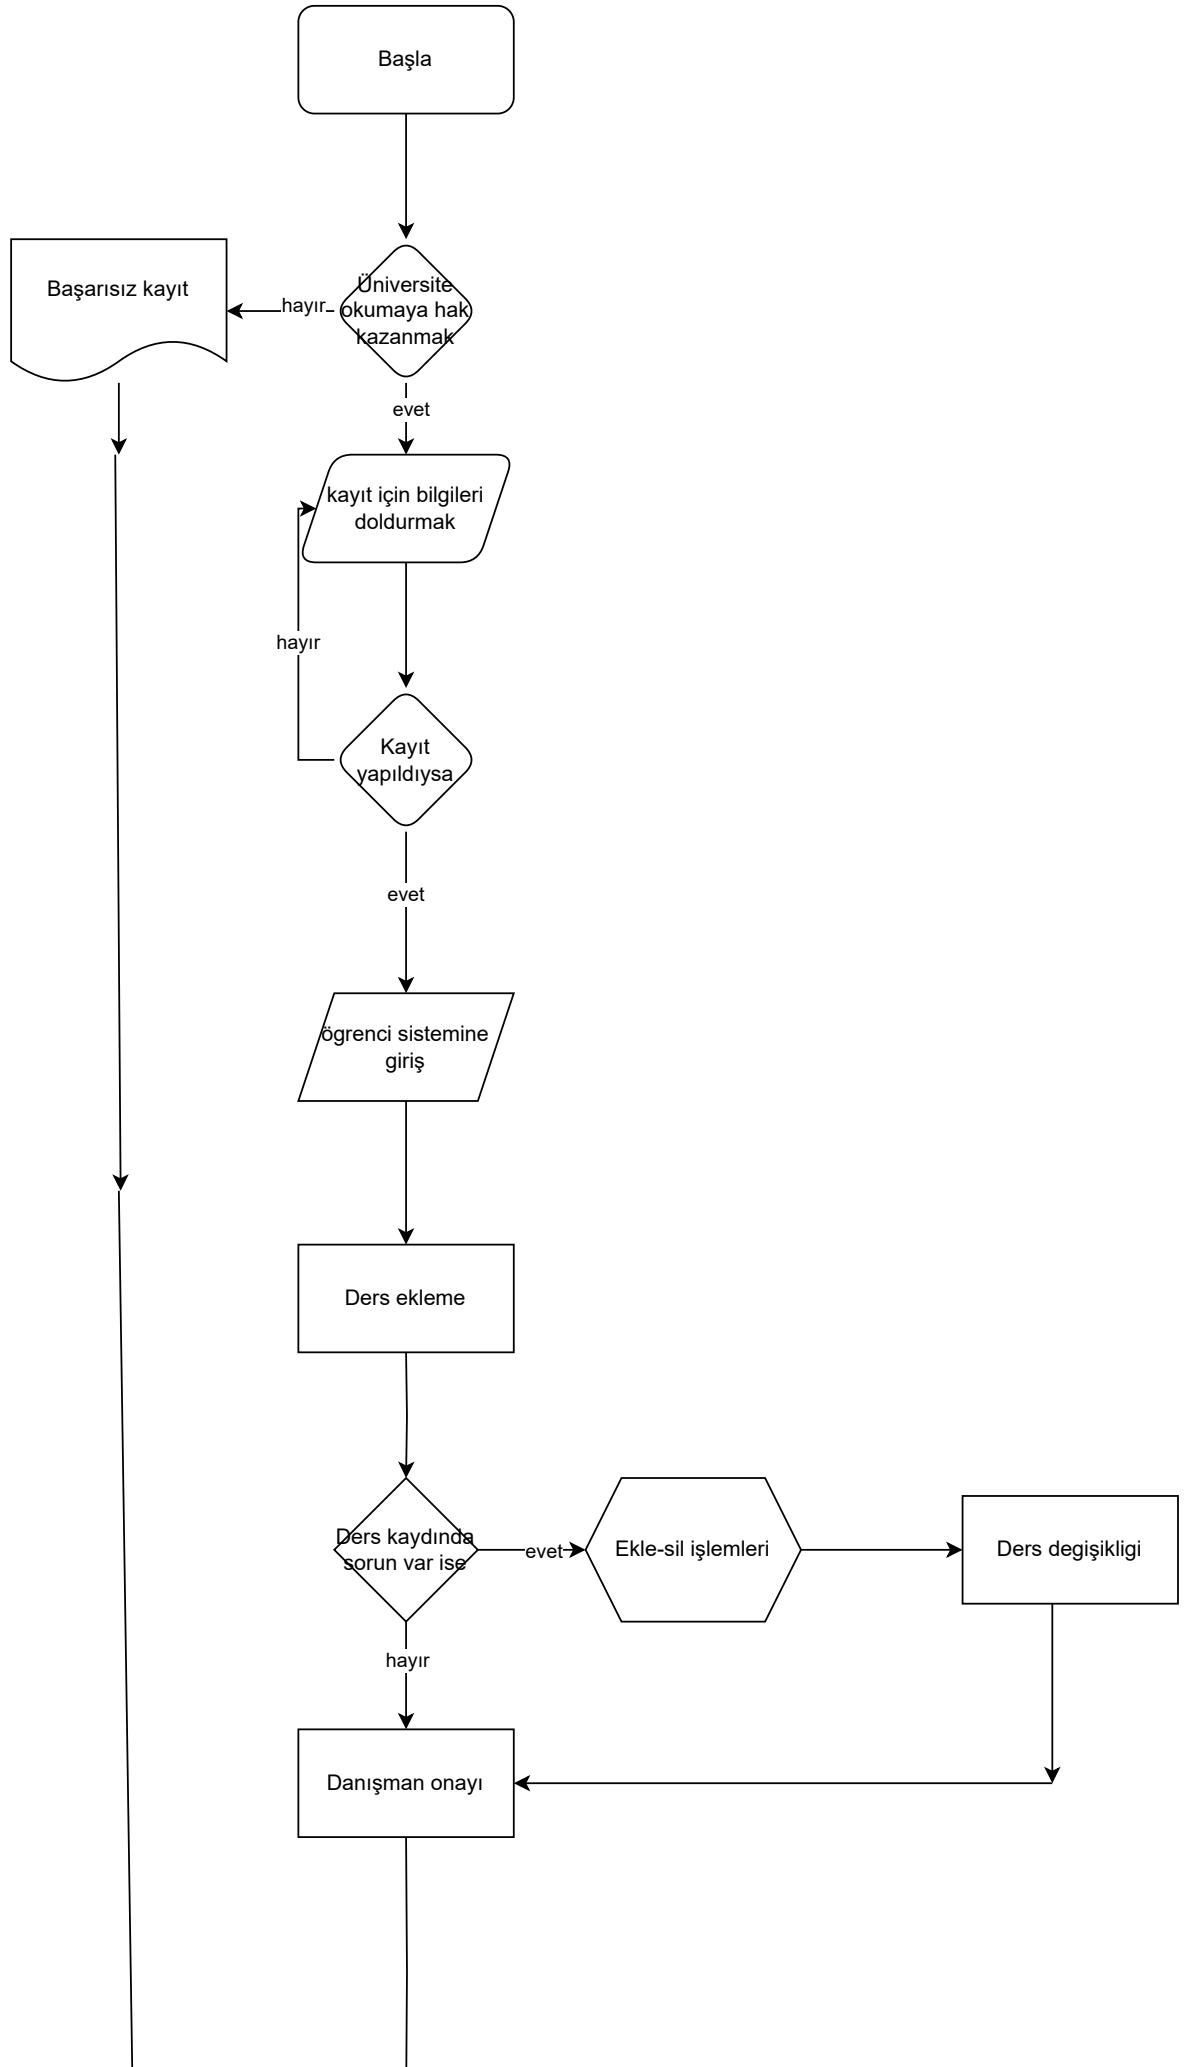 Başla
Üniversite
okumaya hak
kazanmak
hayır
Başarısız kayıt
evet
kayıt için bilgileri
doldurmak
hayır
Kayıt
yapıldıysa
evet
ögrenci sistemine
giriş
Ders ekleme
Ders kaydında
sorun var ise
evet
Ekle-sil işlemleri
Ders degişikligi
hayır
Danışman onayı